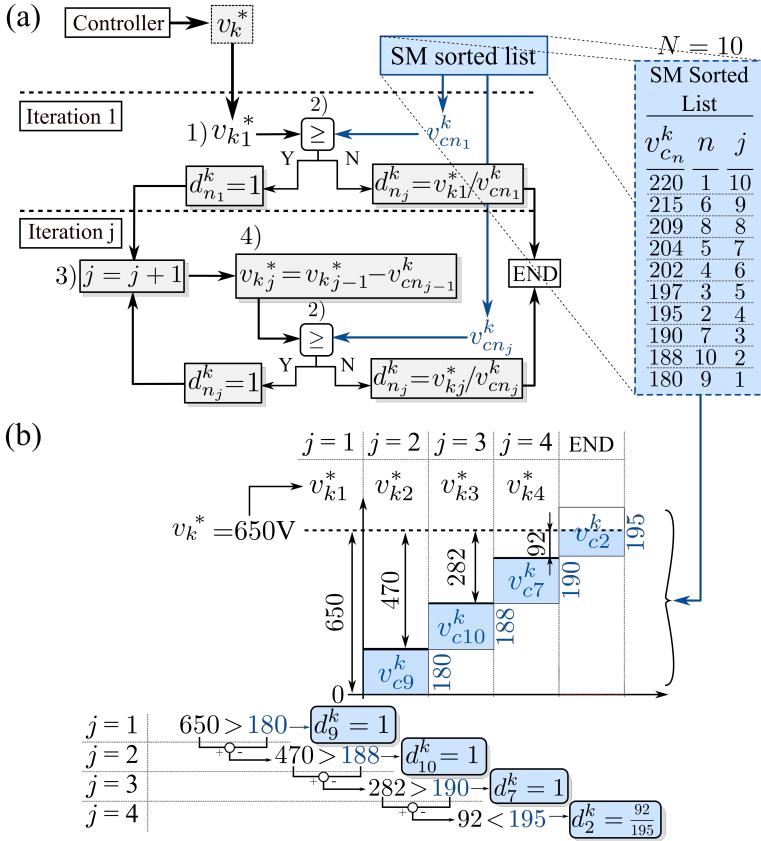 (a)
Controller
v_k^*
SM sorted list
N = 10
SM Sorted
List
v_{c_n}^k n j
220 1 10
215 6 9
209 8 8
204 5 7
202 4 6
197 3 5
195 2 4
190 7 3
188 10 2
180 9 1
Iteration 1
1) v_{k1}^*
2)
≥
v_{cn_1}^k
Y N
d_{n_1}^k = 1
d_{n_j}^k = v_{k1}^*/v_{cn_1}^k
Iteration j
3) j = j + 1
4)
v_{kj}^* = v_{kj-1}^* − v_{cn_{j-1}}^k
END
2)
≥
v_{cn_j}^k
Y N
d_{n_j}^k = 1
d_{n_j}^k = v_{kj}^*/v_{cn_j}^k
(b)
j = 1 j = 2 j = 3 j = 4 END
v_{k1}^* v_{k2}^* v_{k3}^* v_{k4}^*
v_k^* = 650V
650
470
282
92
v_{c9}^k
180
v_{c10}^k
188
v_{c7}^k
190
v_{c2}^k
195
0
j = 1 650 > 180 d_9^k = 1
+ -
j = 2 470 > 188 d_{10}^k = 1
+ -
j = 3 282 > 190 d_7^k = 1
+ -
j = 4 92 < 195 d_2^k = 92/195